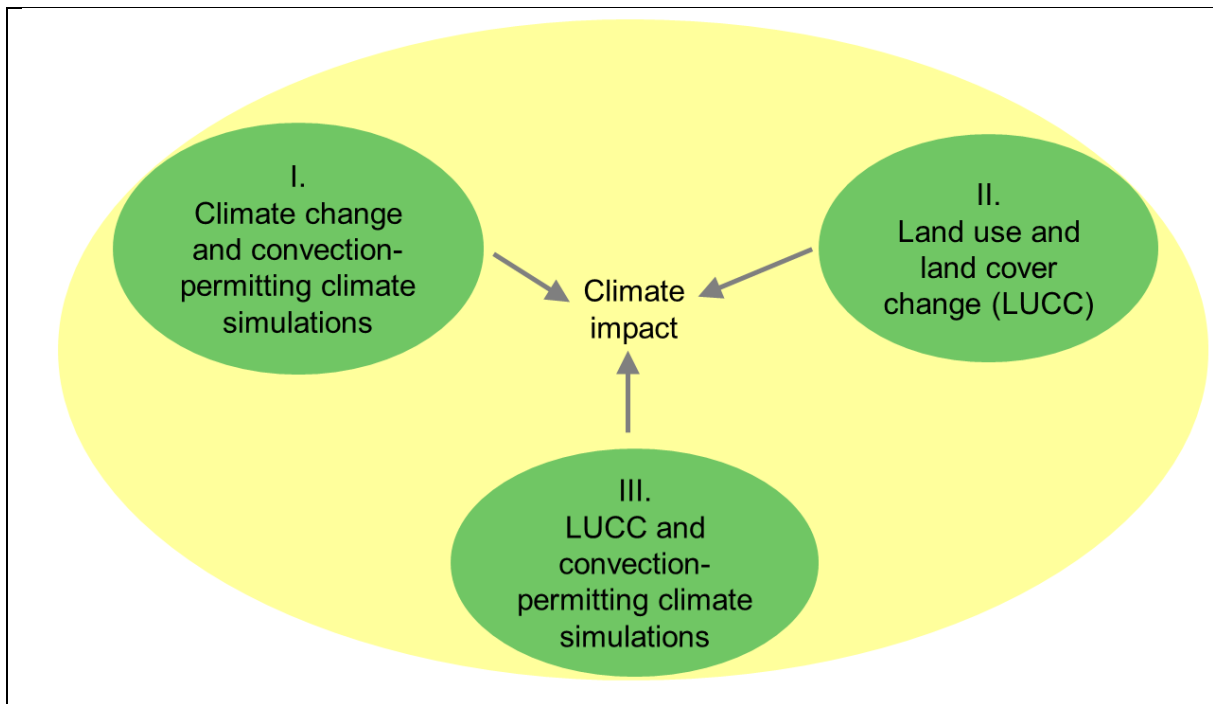 I.
Climate change
and convection-
permitting climate
simulations
II.
Land use and
land cover
change (LUCC)
Climate
impact
III.
LUCC and
convection-
permitting climate
simulations